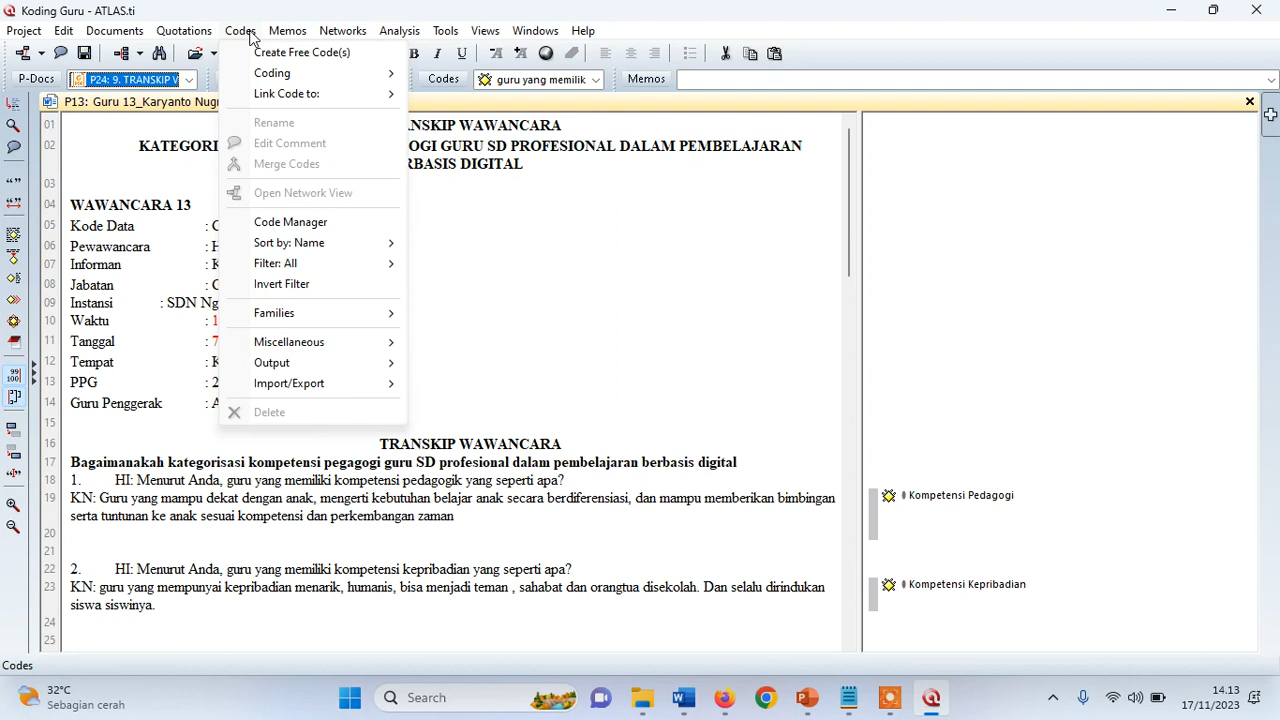 Koding Guru - ATLAS.ti
Project Edit Documents Quotations Codes Memos Networks Analysis Tools Views Windows Help
P-Docs P24: 9. TRANSKIP V Codes guru yang memilik Memos
P13: Guru 13_Karyanto Nug
Create Free Code(s)
Coding
Link Code to:
Rename
Edit Comment
Merge Codes
Open Network View
Code Manager
Sort by: Name
Filter: All
Invert Filter
Families
Miscellaneous
Output
Import/Export
Delete
01 NSKIP WAWANCARA
02 KATEGORI OGI GURU SD PROFESIONAL DALAM PEMBELAJARAN
RBASIS DIGITAL
03
04 WAWANCARA 13
05 Kode Data : C
06 Pewawancara : H
07 Informan : K
08 Jabatan : G
09 Instansi : SDN Ng
10 Waktu : 1
11 Tanggal : 7
12 Tempat : K
13 PPG : 2
14 Guru Penggerak : A
15
16 TRANSKIP WAWANCARA
17 Bagaimanakah kategorisasi kompetensi pegagogi guru SD profesional dalam pembelajaran berbasis digital
18 1. HI: Menurut Anda, guru yang memiliki kompetensi pedagogik yang seperti apa?
19 KN: Guru yang mampu dekat dengan anak, mengerti kebutuhan belajar anak secara berdiferensiasi, dan mampu memberikan bimbingan
serta tuntunan ke anak sesuai kompetensi dan perkembangan zaman
20
21
22 2. HI: Menurut Anda, guru yang memiliki kompetensi kepribadian yang seperti apa?
23 KN: guru yang mempunyai kepribadian menarik, humanis, bisa menjadi teman , sahabat dan orangtua disekolah. Dan selalu dirindukan
siswa siswinya.
24
25
Kompetensi Pedagogi
Kompetensi Kepribadian
Codes
32°C
Sebagian cerah
Search
14.13
17/11/2023